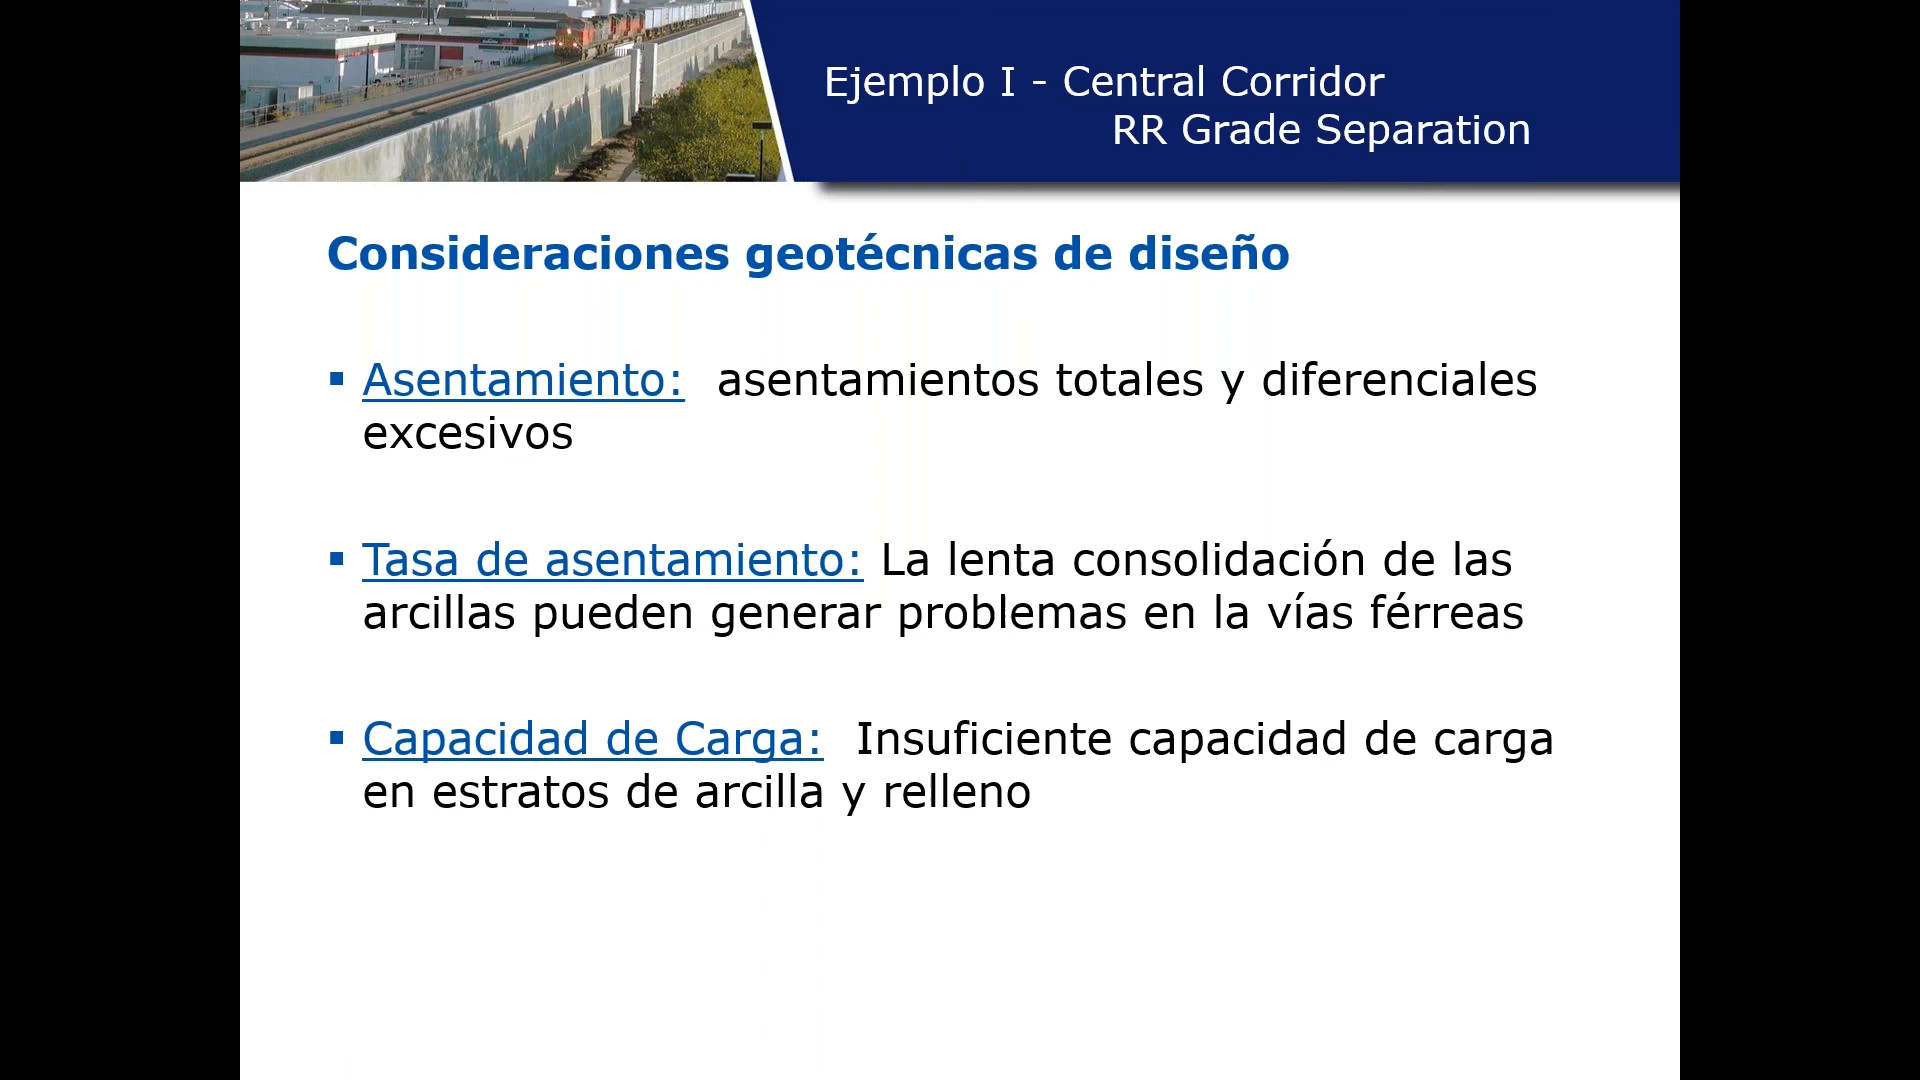 Ejemplo I - Central Corridor
RR Grade Separation
Consideraciones geotécnicas de diseño
▪ Asentamiento: asentamientos totales y diferenciales
excesivos
▪ Tasa de asentamiento: La lenta consolidación de las
arcillas pueden generar problemas en la vías férreas
▪ Capacidad de Carga: Insuficiente capacidad de carga
en estratos de arcilla y relleno